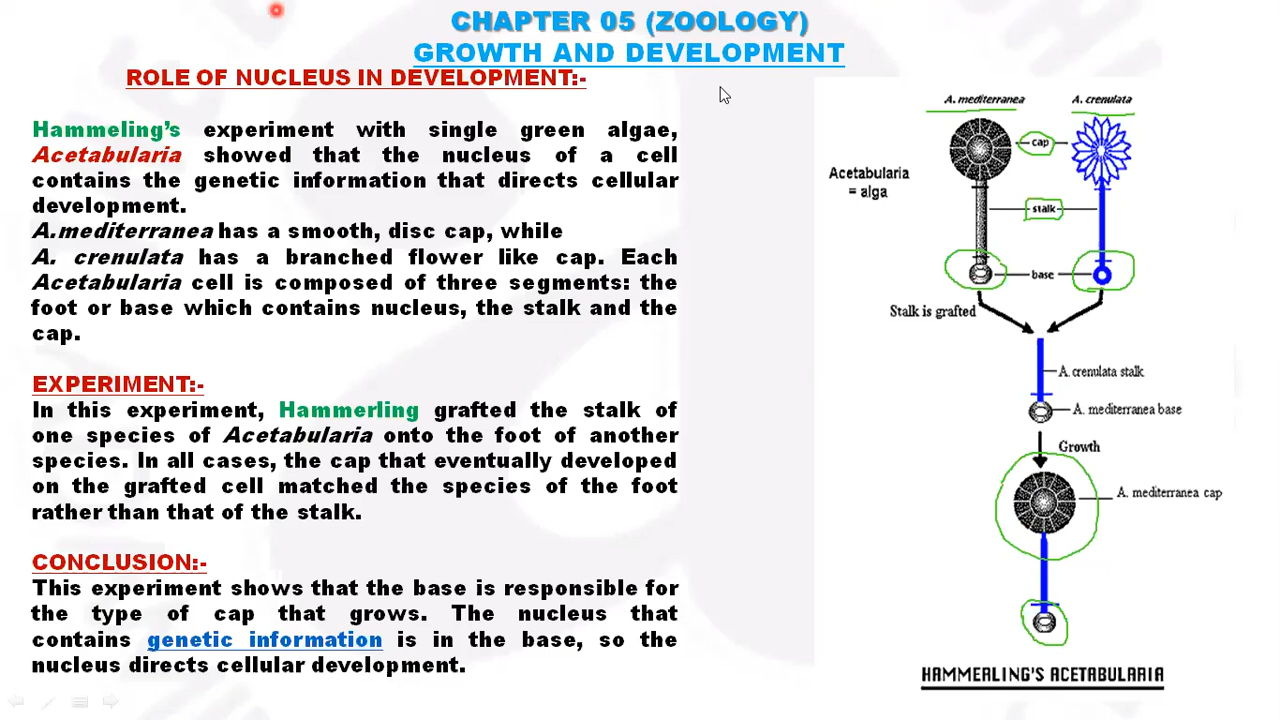 CHAPTER 05 (ZOOLOGY)
GROWTH AND DEVELOPMENT
ROLE OF NUCLEUS IN DEVELOPMENT:-
Hammeling's experiment with single green algae,
Acetabularia showed that the nucleus of a cell
contains the genetic information that directs cellular
development.
A.mediterranea has a smooth, disc cap, while
A. crenulata has a branched flower like cap. Each
Acetabularia cell is composed of three segments: the
foot or base which contains nucleus, the stalk and the
cap.
EXPERIMENT:-
In this experiment, Hammerling grafted the stalk of
one species of Acetabularia onto the foot of another
species. In all cases, the cap that eventually developed
on the grafted cell matched the species of the foot
rather than that of the stalk.
CONCLUSION:-
This experiment shows that the base is responsible for
the type of cap that grows. The nucleus that
contains genetic information is in the base, so the
nucleus directs cellular development.
A. mediterranea
A. crenulata
cap
Acetabularia
= alga
stalk
base
Stalk is grafted
A. crenulata stalk
A. mediterranea base
Growth
A. mediterranea cap
HAMMERLING'S ACETABULARIA